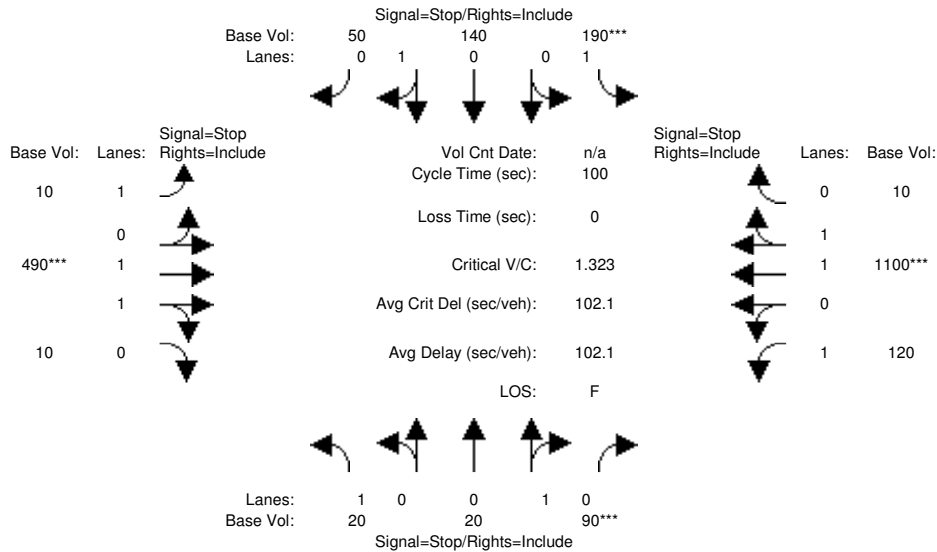 Signal=Stop/Rights=Include
Base Vol: 50 140 190***
Lanes: 0 1 0 0 1
Signal=Stop Signal=Stop
Base Vol: Lanes: Rights=Include Vol Cnt Date: n/a Rights=Include Lanes: Base Vol:
Cycle Time (sec): 100
10 1 0 10
Loss Time (sec): 0
0 1
490*** 1 Critical V/C: 1.323 1 1100***
1 Avg Crit Del (sec/veh): 102.1 0
10 0 Avg Delay (sec/veh): 102.1 1 120
LOS: F
Lanes: 1 0 0 1 0
Base Vol: 20 20 90***
Signal=Stop/Rights=Include